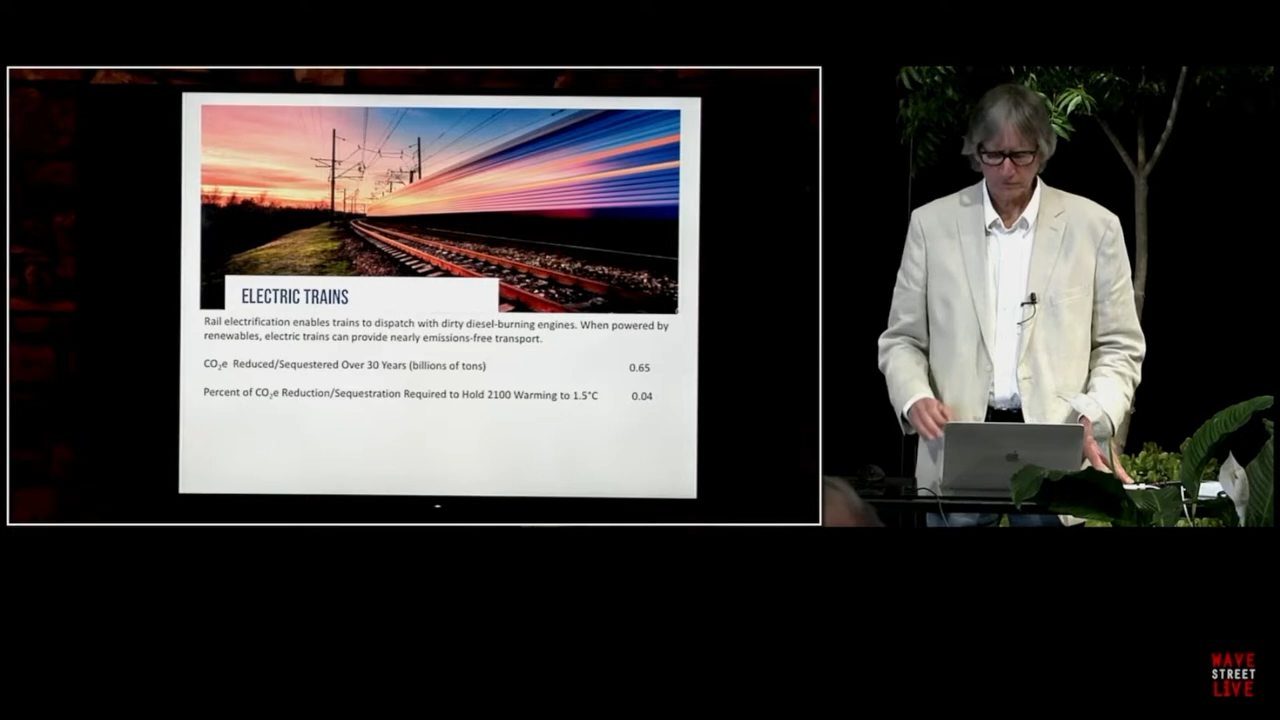 ELECTRIC TRAINS
Rail electrification enables trains to dispatch with dirty diesel-burning engines. When powered by
renewables, electric trains can provide nearly emissions-free transport.
CO₂e Reduced/Sequestered Over 30 Years (billions of tons) 0.65
Percent of CO₂e Reduction/Sequestration Required to Hold 2100 Warming to 1.5°C 0.04
WAVE
STREET
LIVE